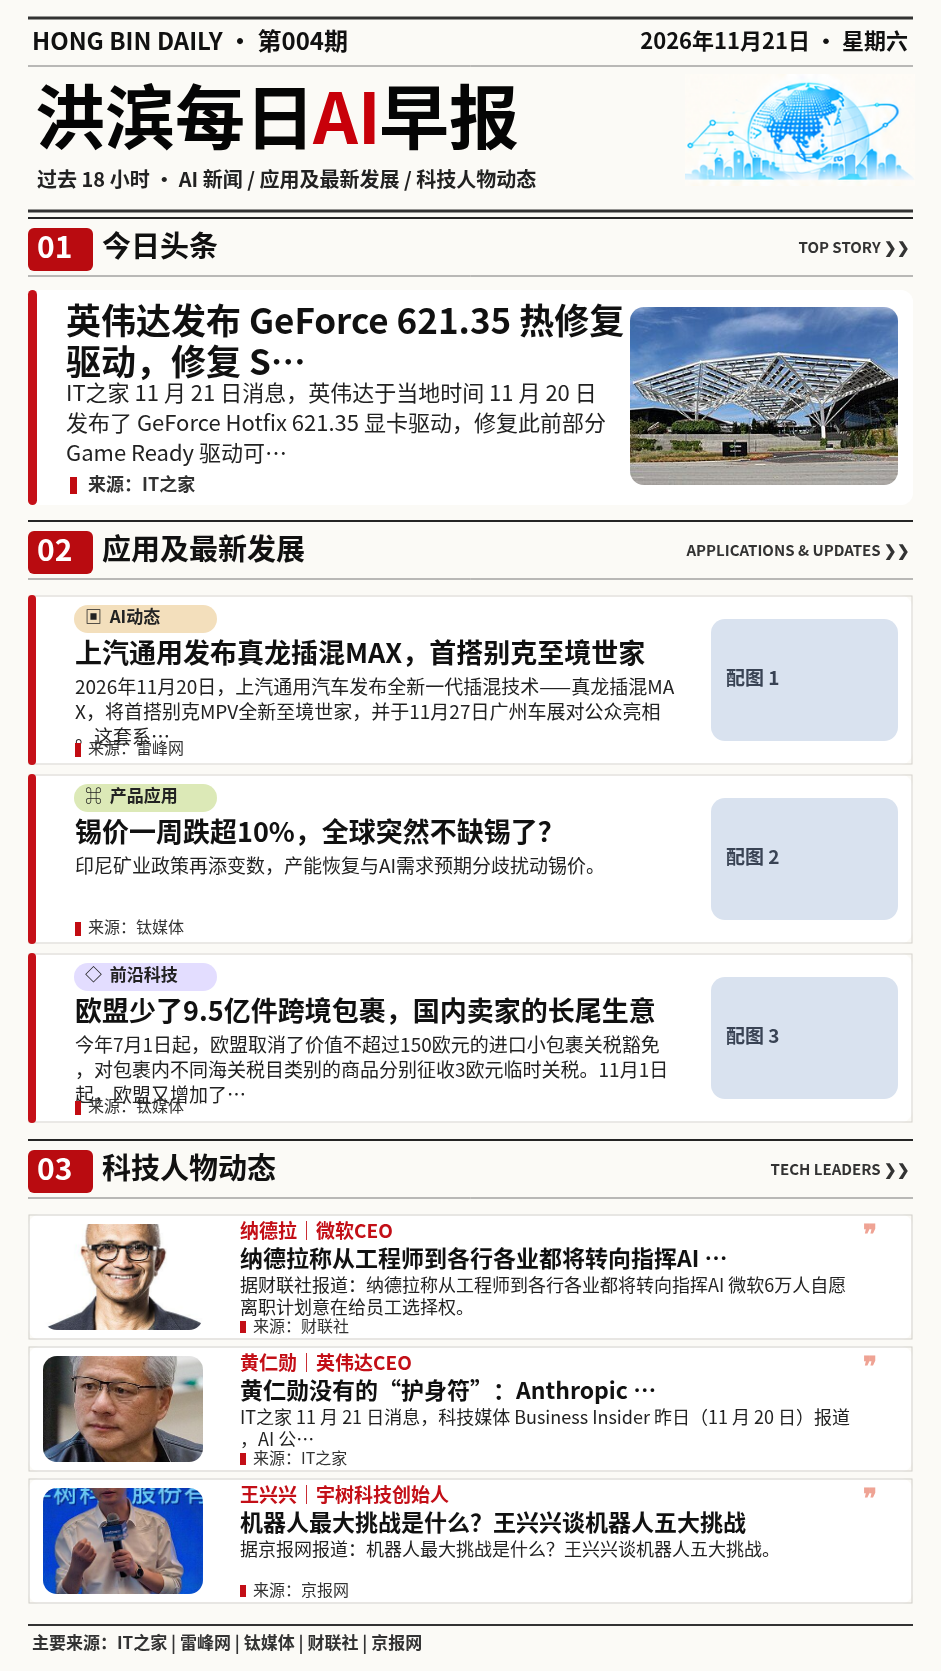 HONG BIN DAILY • 第004期
2026年11月21日 • 星期六
洪滨每日AI早报
过去 18 小时 • AI 新闻 / 应用及最新发展 / 科技人物动态
01 今日头条
TOP STORY ❯❯
英伟达发布 GeForce 621.35 热修复
驱动，修复 S…
IT之家 11 月 21 日消息，英伟达于当地时间 11 月 20 日
发布了 GeForce Hotfix 621.35 显卡驱动，修复此前部分
Game Ready 驱动可…
来源：IT之家
02 应用及最新发展
APPLICATIONS & UPDATES ❯❯
▣ AI动态
上汽通用发布真龙插混MAX，首搭别克至境世家
2026年11月20日，上汽通用汽车发布全新一代插混技术——真龙插混MA
X，将首搭别克MPV全新至境世家，并于11月27日广州车展对公众亮相
。这套系…
来源：雷峰网
配图 1
⌘ 产品应用
锡价一周跌超10%，全球突然不缺锡了？
印尼矿业政策再添变数，产能恢复与AI需求预期分歧扰动锡价。
来源：钛媒体
配图 2
◇ 前沿科技
欧盟少了9.5亿件跨境包裹，国内卖家的长尾生意
今年7月1日起，欧盟取消了价值不超过150欧元的进口小包裹关税豁免
，对包裹内不同海关税目类别的商品分别征收3欧元临时关税。11月1日
起，欧盟又增加了…
来源：钛媒体
配图 3
03 科技人物动态
TECH LEADERS ❯❯
纳德拉｜微软CEO
纳德拉称从工程师到各行各业都将转向指挥AI …
据财联社报道：纳德拉称从工程师到各行各业都将转向指挥AI 微软6万人自愿
离职计划意在给员工选择权。
来源：财联社
黄仁勋｜英伟达CEO
黄仁勋没有的“护身符”：Anthropic …
IT之家 11 月 21 日消息，科技媒体 Business Insider 昨日（11 月 20 日）报道
，AI 公…
来源：IT之家
树科 股份有
王兴兴｜宇树科技创始人
机器人最大挑战是什么？王兴兴谈机器人五大挑战
据京报网报道：机器人最大挑战是什么？王兴兴谈机器人五大挑战。
来源：京报网
主要来源：IT之家 | 雷峰网 | 钛媒体 | 财联社 | 京报网